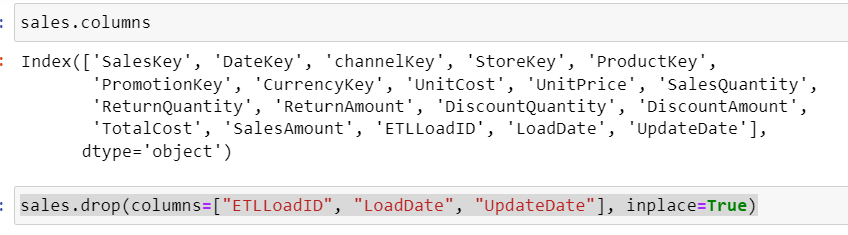 sales.columns
Index(['SalesKey', 'DateKey', 'channelKey', 'StoreKey', 'ProductKey',
'PromotionKey', 'CurrencyKey', 'UnitCost', 'UnitPrice', 'SalesQuantity',
'ReturnQuantity', 'ReturnAmount', 'DiscountQuantity', 'DiscountAmount',
'TotalCost', 'SalesAmount', 'ETLLoadID', 'LoadDate', 'UpdateDate'],
dtype='object')
sales.drop(columns=["ETLLoadID", "LoadDate", "UpdateDate"], inplace=True)